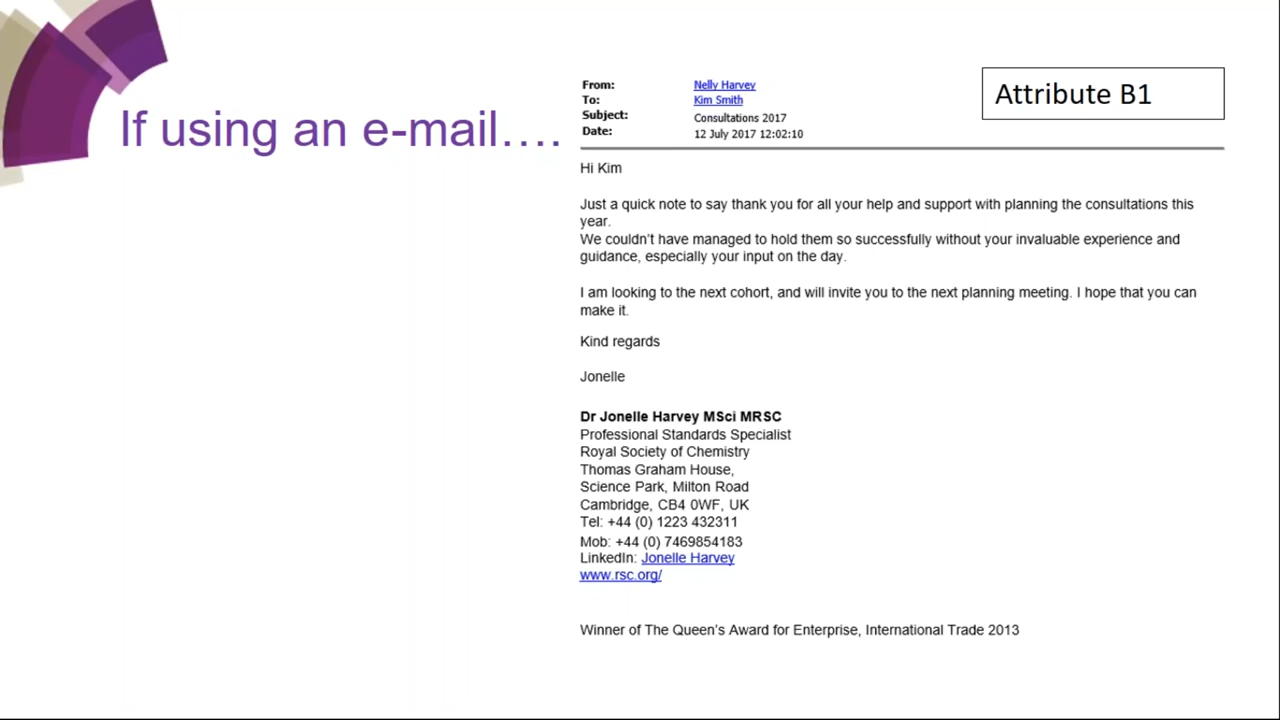 If using an e-mail….
Attribute B1
From: Nelly Harvey
To: Kim Smith
Subject: Consultations 2017
Date: 12 July 2017 12:02:10
Hi Kim
Just a quick note to say thank you for all your help and support with planning the consultations this
year.
We couldn’t have managed to hold them so successfully without your invaluable experience and
guidance, especially your input on the day.
I am looking to the next cohort, and will invite you to the next planning meeting. I hope that you can
make it.
Kind regards
Jonelle
Dr Jonelle Harvey MSci MRSC
Professional Standards Specialist
Royal Society of Chemistry
Thomas Graham House,
Science Park, Milton Road
Cambridge, CB4 0WF, UK
Tel: +44 (0) 1223 432311
Mob: +44 (0) 7469854183
LinkedIn: Jonelle Harvey
www.rsc.org/
Winner of The Queen’s Award for Enterprise, International Trade 2013